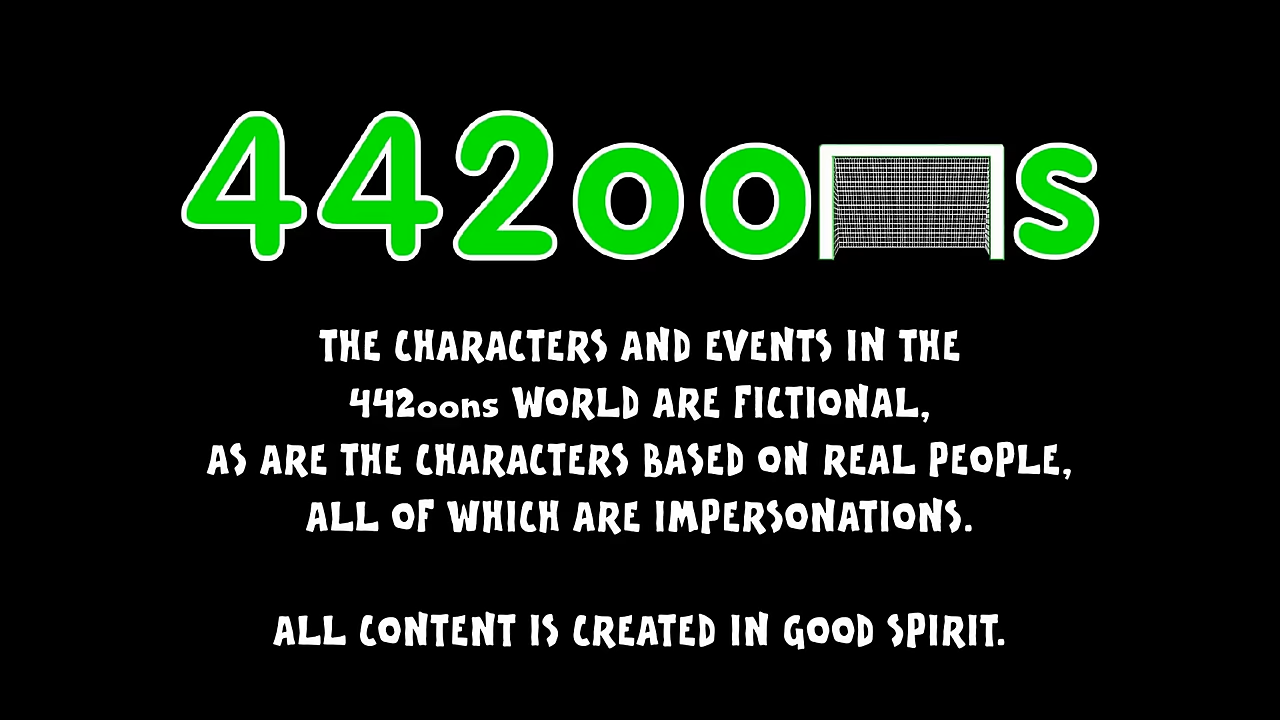 442oons
THE CHARACTERS AND EVENTS IN THE
442oons WORLD ARE FICTIONAL,
AS ARE THE CHARACTERS BASED ON REAL PEOPLE,
ALL OF WHICH ARE IMPERSONATIONS.
ALL CONTENT IS CREATED IN GOOD SPIRIT.